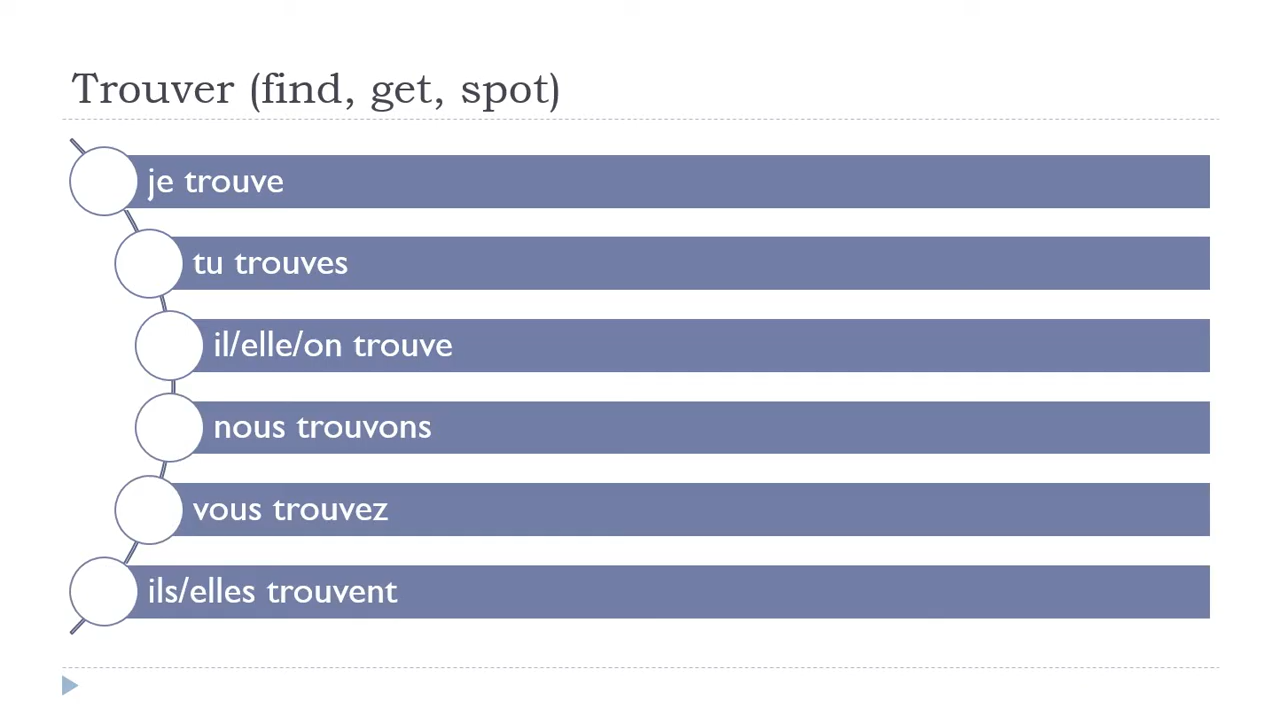 Trouver (find, get, spot)
je trouve
tu trouves
il/elle/on trouve
nous trouvons
vous trouvez
ils/elles trouvent